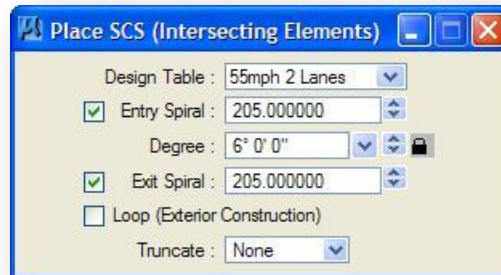 Place SCS (Intersecting Elements)
Design Table : 55mph 2 Lanes
Entry Spiral : 205.000000
Degree : 6° 0' 0"
Exit Spiral : 205.000000
Loop (Exterior Construction)
Truncate : None